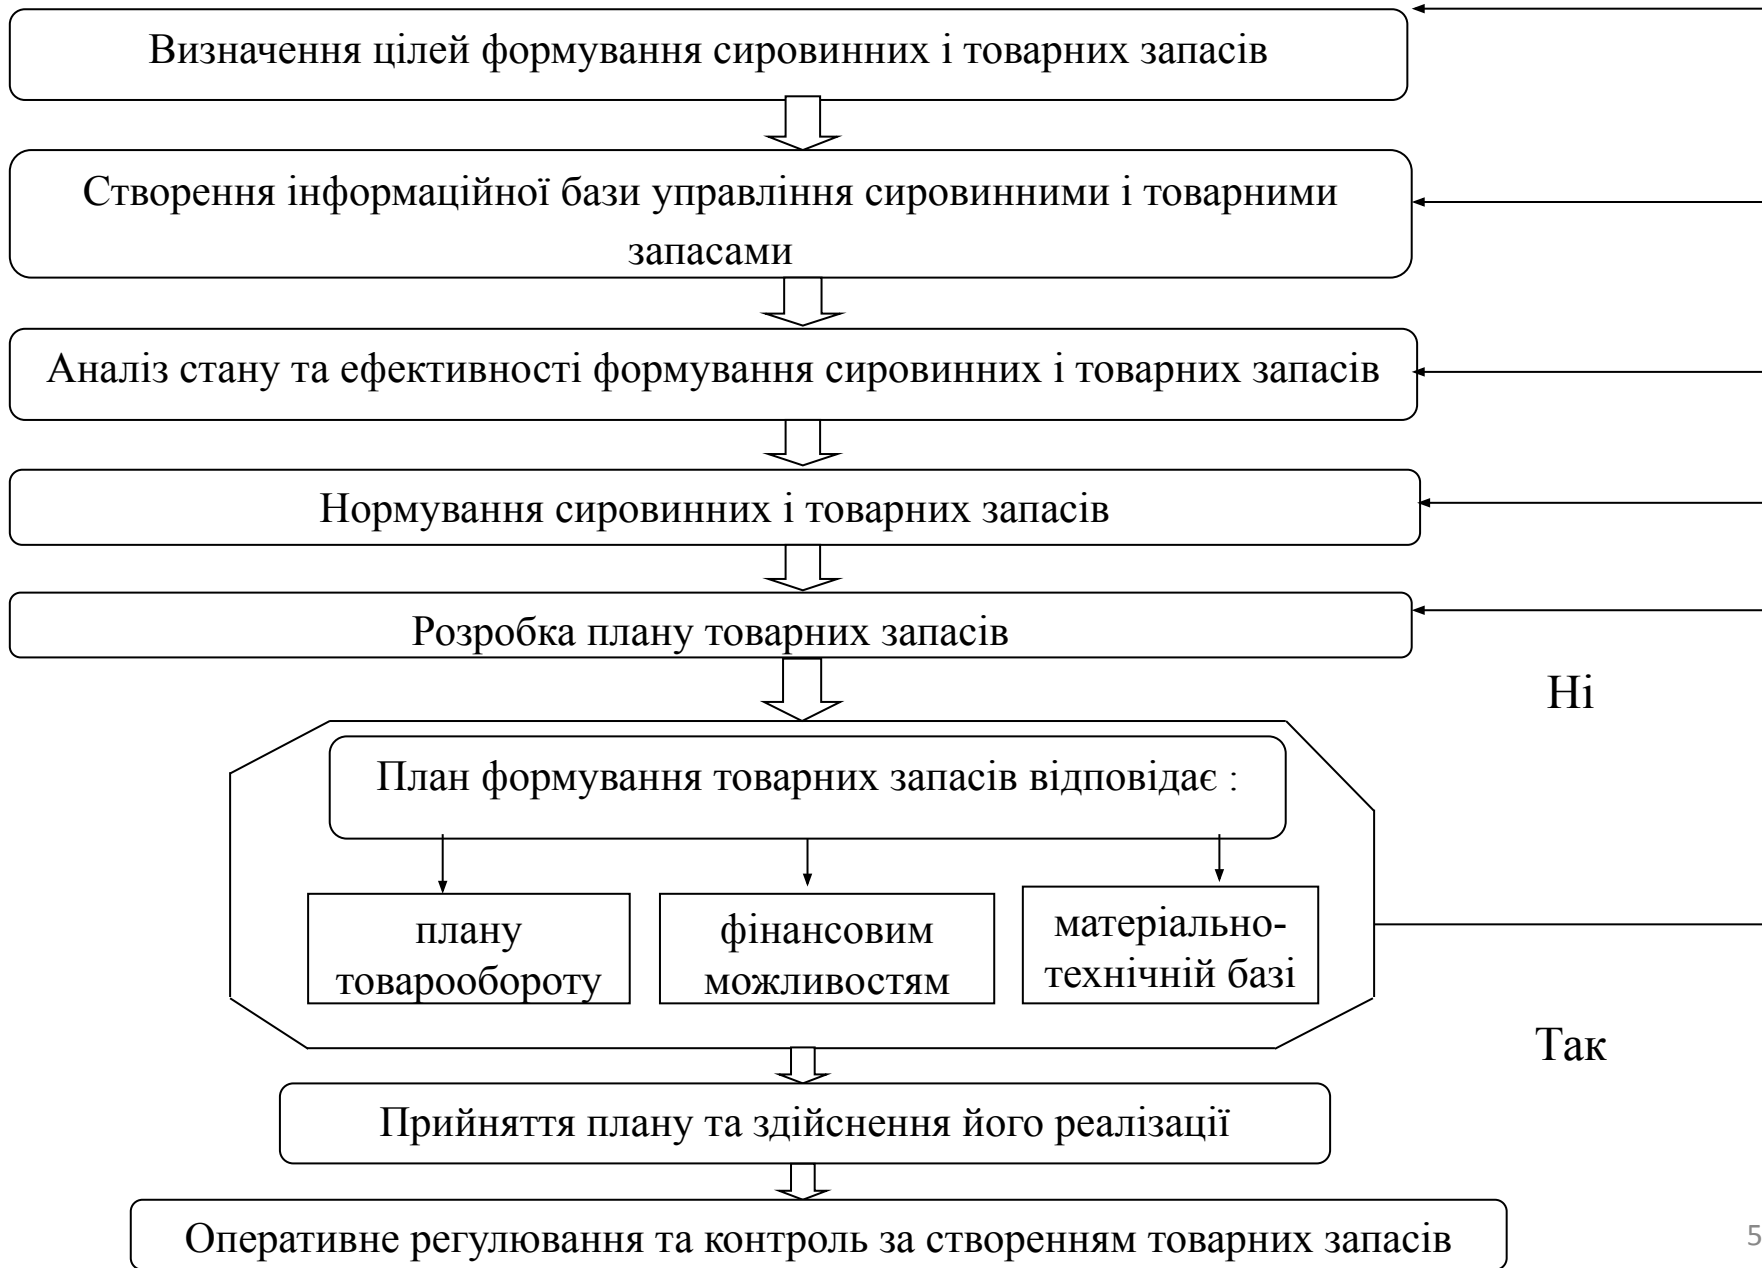 Визначення цілей формування сировинних і товарних запасів
Створення інформаційної бази управління сировинними і товарними
запасами
Аналіз стану та ефективності формування сировинних і товарних запасів
Нормування сировинних і товарних запасів
Розробка плану товарних запасів
Ні
План формування товарних запасів відповідає :
плану
товарообороту
фінансовим
можливостям
матеріально-
технічній базі
Так
Прийняття плану та здійснення його реалізації
Оперативне регулювання та контроль за створенням товарних запасів
5